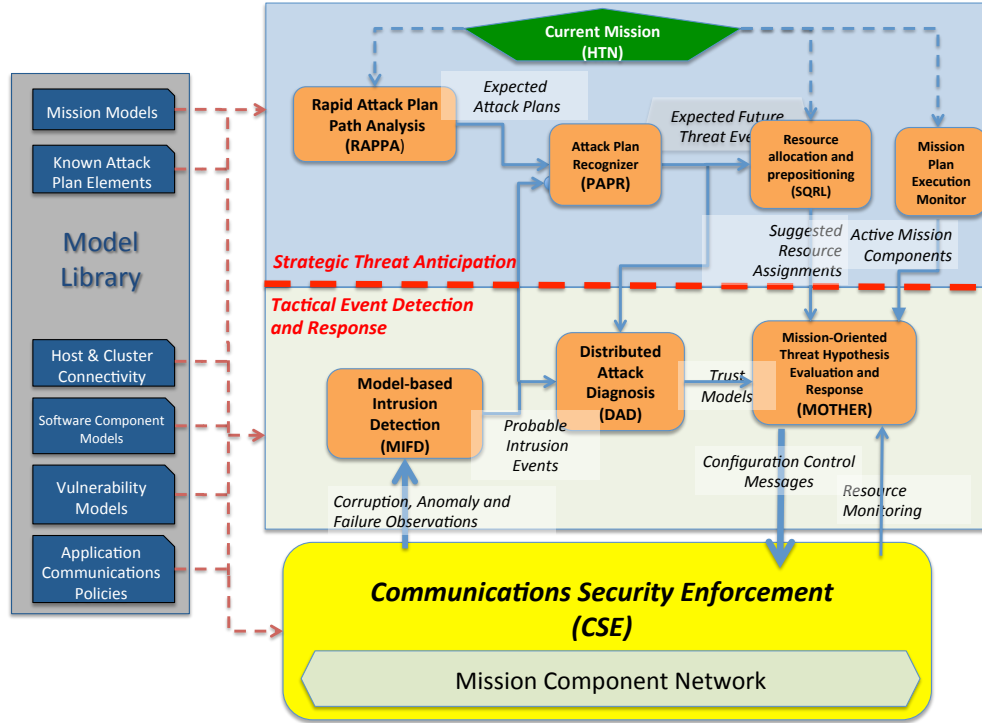 Current Mission
(HTN)
Mission Models
Known Attack
Plan Elements
Model
Library
Host & Cluster
Connectivity
Software Component
Models
Vulnerability
Models
Application
Communications
Policies
Rapid Attack Plan
Path Analysis
(RAPPA)
Expected
Attack Plans
Attack Plan
Recognizer
(PAPR)
Expected Future
Threat Eve
Resource
allocation and
prepositioning
(SQRL)
Mission
Plan
Execution
Monitor
Suggested
Resource
Assignments
Active Mission
Components
Strategic Threat Anticipation
Tactical Event Detection
and Response
Model-based
Intrusion
Detection
(MIFD)
Probable
Intrusion
Events
Distributed
Attack
Diagnosis
(DAD)
Trust
Models
Mission-Oriented
Threat Hypothesis
Evaluation and
Response
(MOTHER)
Corruption, Anomaly and
Failure Observations
Configuration Control
Messages
Resource
Monitoring
Communications Security Enforcement
(CSE)
Mission Component Network